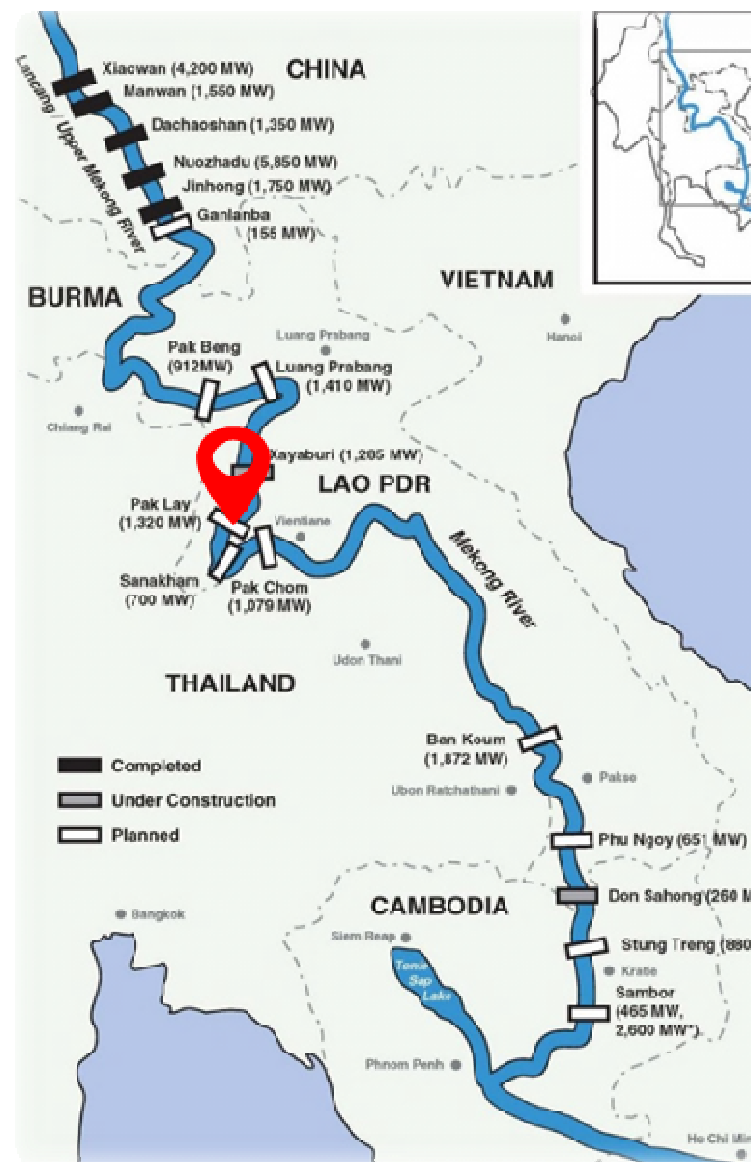 Xiaowan (4,200 MW)
CHINA
Manwan (1,550 MW)
Lancang / Upper Mekong River
Dachaoshan (1,350 MW)
Nuozhadu (5,850 MW)
Jinhong (1,750 MW)
Ganlanba
(155 MW)
VIETNAM
BURMA
Hanoi
Luang Prabang
Pak Beng
(912MW)
Luang Prabang
(1,410 MW)
Chiang Rai
Xayaburi (1,285 MW)
LAO PDR
Pak Lay
(1,320 MW)
Vientiane
Mekong River
Sanakham
(700 MW)
Pak Chom
(1,079 MW)
Udon Thani
THAILAND
Ban Koum
(1,872 MW)
Completed
Pakse
Ubon Ratchathani
Under Construction
Planned
Phu Ngoy (651 MW)
Don Sahong (260 M
CAMBODIA
Bangkok
Siem Reap
Stung Treng (980
Tonle
Sap
Lake
Kratie
Sambor
(465 MW,
2,600 MW*)
Phnom Penh
Ho Chi Min